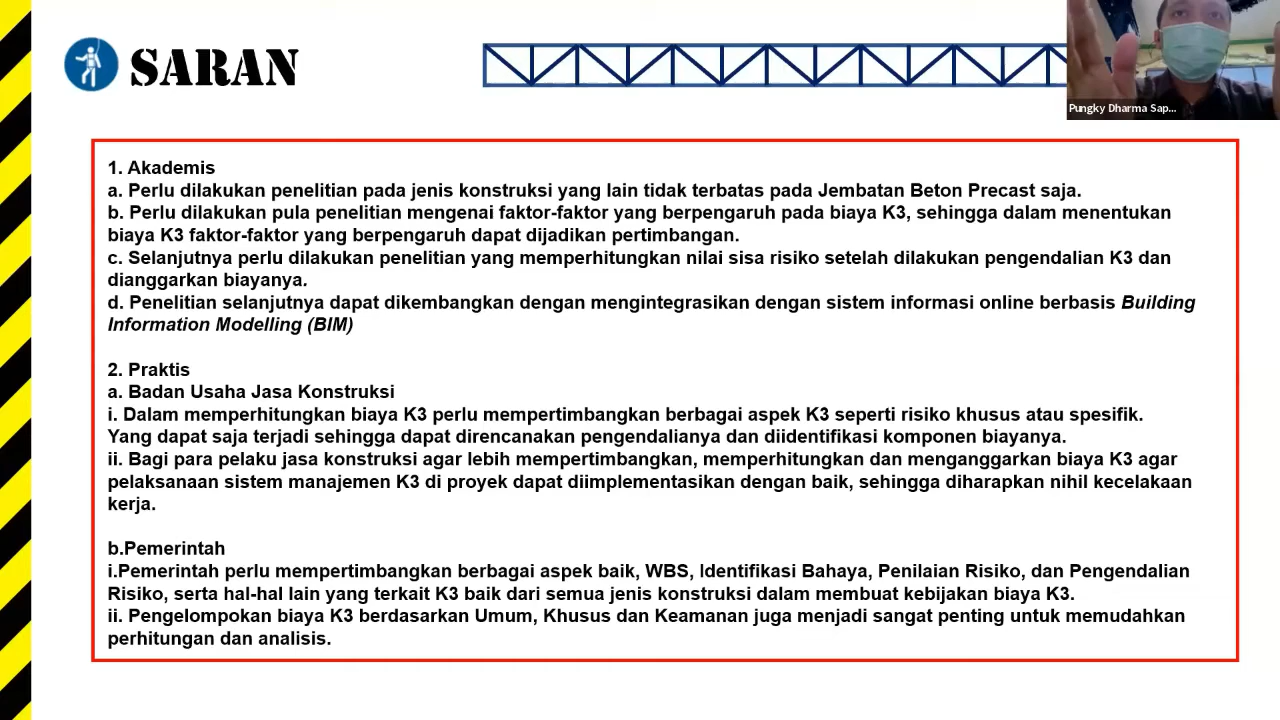 SARAN
Pungky Dharma Sap...
1. Akademis
a. Perlu dilakukan penelitian pada jenis konstruksi yang lain tidak terbatas pada Jembatan Beton Precast saja.
b. Perlu dilakukan pula penelitian mengenai faktor-faktor yang berpengaruh pada biaya K3, sehingga dalam menentukan
biaya K3 faktor-faktor yang berpengaruh dapat dijadikan pertimbangan.
c. Selanjutnya perlu dilakukan penelitian yang memperhitungkan nilai sisa risiko setelah dilakukan pengendalian K3 dan
dianggarkan biayanya.
d. Penelitian selanjutnya dapat dikembangkan dengan mengintegrasikan dengan sistem informasi online berbasis Building
Information Modelling (BIM)
2. Praktis
a. Badan Usaha Jasa Konstruksi
i. Dalam memperhitungkan biaya K3 perlu mempertimbangkan berbagai aspek K3 seperti risiko khusus atau spesifik.
Yang dapat saja terjadi sehingga dapat direncanakan pengendalianya dan diidentifikasi komponen biayanya.
ii. Bagi para pelaku jasa konstruksi agar lebih mempertimbangkan, memperhitungkan dan menganggarkan biaya K3 agar
pelaksanaan sistem manajemen K3 di proyek dapat diimplementasikan dengan baik, sehingga diharapkan nihil kecelakaan
kerja.
b.Pemerintah
i.Pemerintah perlu mempertimbangkan berbagai aspek baik, WBS, Identifikasi Bahaya, Penilaian Risiko, dan Pengendalian
Risiko, serta hal-hal lain yang terkait K3 baik dari semua jenis konstruksi dalam membuat kebijakan biaya K3.
ii. Pengelompokan biaya K3 berdasarkan Umum, Khusus dan Keamanan juga menjadi sangat penting untuk memudahkan
perhitungan dan analisis.